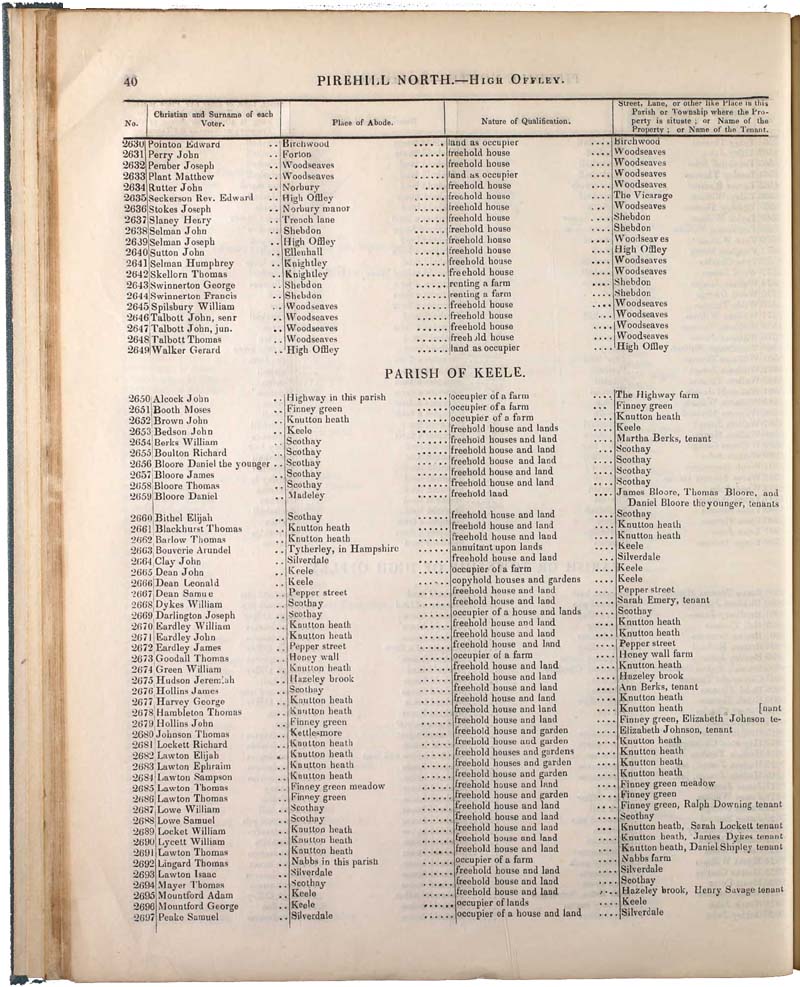 40 PIREHILL NORTH.—HIGH OFFLEY.
No. Christian and Surname of each Voter. Place of Abode. Nature of Qualification. Street, Lane, or other like Place in this Parish or Township where the Property is situate; or Name of the Property; or Name of the Tenant.
2630 Pointon Edward .. Birchwood .... . land as occupier .... Birchwood
2631 Perry John .. Forton ...... freehold house .... Woodseaves
2632 Pember Joseph .. Woodseaves ...... freehold house .... Woodseaves
2633 Plant Matthew .. Woodseaves ...... land as occupier .... Woodseaves
2634 Rutter John .. Norbury . .... freehold house .... Woodseaves
2635 Seckerson Rev. Edward .. High Offley ...... freehold house .... The Vicarage
2636 Stokes Joseph .. Norbury manor ...... freehold house .... Woodseaves
2637 Slaney Henry .. Trench lane ...... freehold house .... Shebdon
2638 Selman John .. Shebdon ...... freehold house .... Shebdon
2639 Selman Joseph .. High Offley ...... freehold house .... Woodseaves
2640 Sutton John .. Ellenhall ...... freehold house .... High Offley
2641 Selman Humphrey .. Knightley ...... freehold house .... Woodseaves
2642 Skellorn Thomas .. Knightley ...... freehold house .... Woodseaves
2643 Swinnerton George .. Shebdon ...... renting a farm .... Shebdon
2644 Swinnerton Francis .. Shebdon ...... renting a farm .... Shebdon
2645 Spilsbury William .. Woodseaves ...... freehold house .... Woodseaves
2646 Talbott John, senr .. Woodseaves ...... freehold house ... Woodseaves
2647 Talbott John, jun. .. Woodseaves ...... freehold house .... Woodseaves
2648 Talbott Thomas .. Woodseaves ...... freehold house .... Woodseaves
2649 Walker Gerard .. High Offley ...... land as occupier .... High Offley
PARISH OF KEELE.
2650 Alcock John .. Highway in this parish ...... occupier of a farm .... The Highway farm
2651 Booth Moses .. Finney green ...... occupier of a farm ... Finney green
2652 Brown John .. Knutton heath ...... occupier of a farm .... Knutton heath
2653 Bedson John .. Keele ...... freehold house and lands .... Keele
2654 Berks William .. Scothay ...... freehold houses and land .... Martha Berks, tenant
2655 Boulton Richard .. Scothay ...... freehold house and land ... Scothay
2656 Bloore Daniel the younger .. Scothay ...... freehold house and land .... Scothay
2657 Bloore James .. Scothay ...... freehold house and land .... Scothay
2658 Bloore Thomas .. Scothay ...... freehold house and land .... Scothay
2659 Bloore Daniel .. Madeley ...... freehold land .... James Bloore, Thomas Bloore, and
Daniel Bloore the younger, tenants
2660 Bithel Elijah .. Scothay ...... freehold house and land .... Scothay
2661 Blackhurst Thomas .. Knutton heath ...... freehold house and land .... Knutton heath
2662 Barlow Thomas .. Knutton heath ...... freehold house and land .... Knutton heath
2663 Bouverie Arundel .. Tytherley, in Hampshire ...... annuitant upon lands .... Keele
2664 Clay John .. Silverdale ...... freehold house and land .... Silverdale
2665 Dean John .. Keele ...... occupier of a farm .... Keele
2666 Dean Leonald .. Keele ...... copyhold houses and gardens .... Keele
2667 Dean Samue .. Pepper street ...... freehold house and land ... Pepper street
2668 Dykes William .. Scothay ...... freehold house and land .... Sarah Emery, tenant
2669 Darlington Joseph .. Scothay ...... occupier of a house and lands .... Scothay
2670 Eardley William .. Knutton heath ...... freehold house and land .... Knutton heath
2671 Eardley John .. Knutton heath ...... freehold house and land .... Knutton heath
2672 Eardley James .. Pepper street ...... freehold house and land .... Pepper street
2673 Goodall Thomas .. Honey wall ...... occupier of a farm .... Honey wall farm
2674 Green William .. Knutton heath ...... freehold house and land .... Knutton heath
2675 Hudson Jeremiah .. Hazeley brook ...... freehold house and land .... Hazeley brook
2676 Hollins James .. Scothay ...... freehold house and land .... Ann Berks, tenant
2677 Harvey George .. Knutton heath ...... freehold house and land .... Knutton heath
2678 Hambleton Thomas .. Knutton heath ...... freehold house and land .... Knutton heath [nant
2679 Hollins John .. Finney green ...... freehold house and land .... Finney green, Elizabeth Johnson te-
2680 Johnson Thomas .. Kettlesmore ...... freehold house and garden .... Elizabeth Johnson, tenant
2681 Lockett Richard .. Knutton heath ...... freehold house and garden .... Knutton heath
2682 Lawton Elijah . Knutton heath ...... freehold houses and gardens .... Knutton heath
2683 Lawton Ephraim .. Knutton heath ...... freehold houses and garden .... Knutton heath
2684 Lawton Sampson .. Knutton heath ...... freehold house and garden .... Knutton heath
2685 Lawton Thomas .. Finney green meadow ...... freehold house and land .... Finney green meadow
2686 Lawton Thomas .. Finney green ...... freehold house and garden .... Finney green
2687 Lowe William .. Scothay ...... freehold house and land .... Finney green, Ralph Downing tenant
2688 Lowe Samuel .. Scothay ...... freehold house and land .... Scothay
2689 Locket William .. Knutton heath ...... freehold house and land ... Knutton heath, Sarah Lockett tenant
2690 Lycett William .. Knutton heath ...... freehold house and land .... Knutton heath, James Dykes tenant
2691 Lawton Thomas .. Knutton heath ...... freehold house and land .... Knutton heath, Daniel Shipley tenant
2692 Lingard Thomas .. Nabbs in this parish ...... occupier of a farm .... Nabbs farm
2693 Lawton Isaac .. Silverdale ...... freehold house and land .... Silverdale
2694 Mayer Thomas .. Scothay ...... freehold house and land .... Scothay
2695 Mountford Adam .. Keele ...... freehold house and land .... Hazeley brook, Henry Savage tenant
2696 Mountford George .. Keele ...... occupier of lands .... Keele
2697 Peake Samuel .. Silverdale ...... occupier of a house and land .... Silverdale